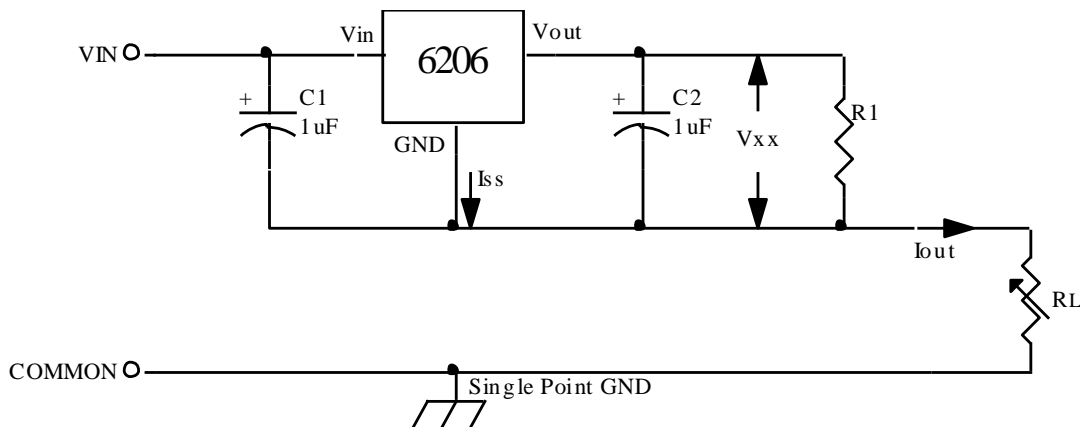 VIN
Vin
6206
Vout
+
C1
1uF
GND
Iss
+
C2
1uF
Vxx
R1
Iout
RL
COMMON
Single Point GND